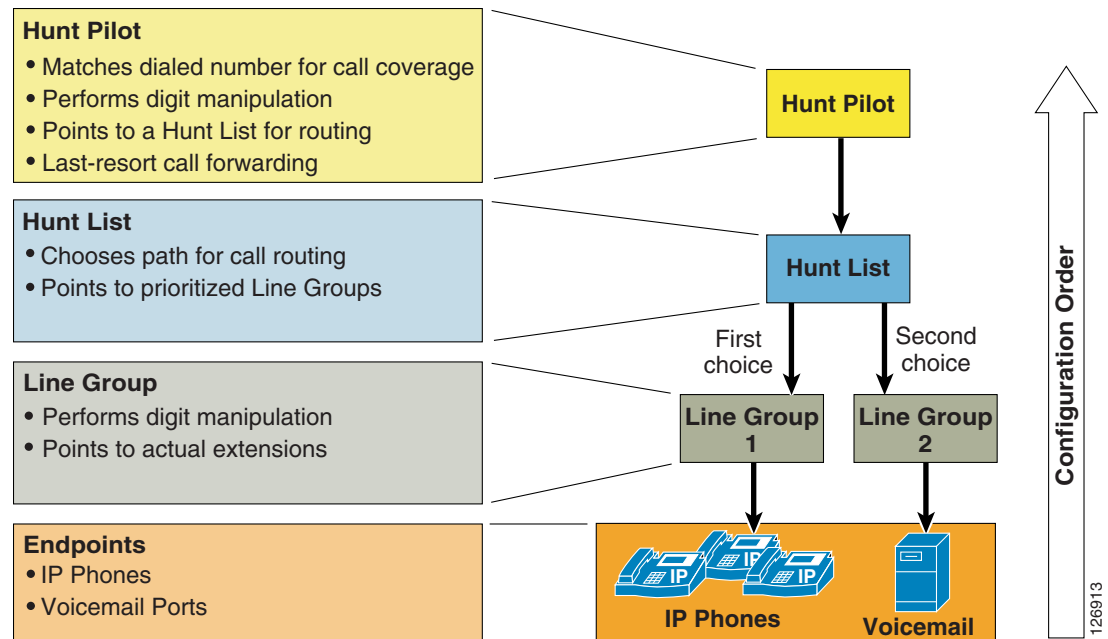 Hunt Pilot
• Matches dialed number for call coverage
• Performs digit manipulation
• Points to a Hunt List for routing
• Last-resort call forwarding
Hunt List
• Chooses path for call routing
• Points to prioritized Line Groups
Line Group
• Performs digit manipulation
• Points to actual extensions
Endpoints
• IP Phones
• Voicemail Ports
Hunt Pilot
Hunt List
First
choice
Second
choice
Line Group
1
Line Group
2
IP
IP
IP
IP Phones
Voicemail
Configuration Order
126913